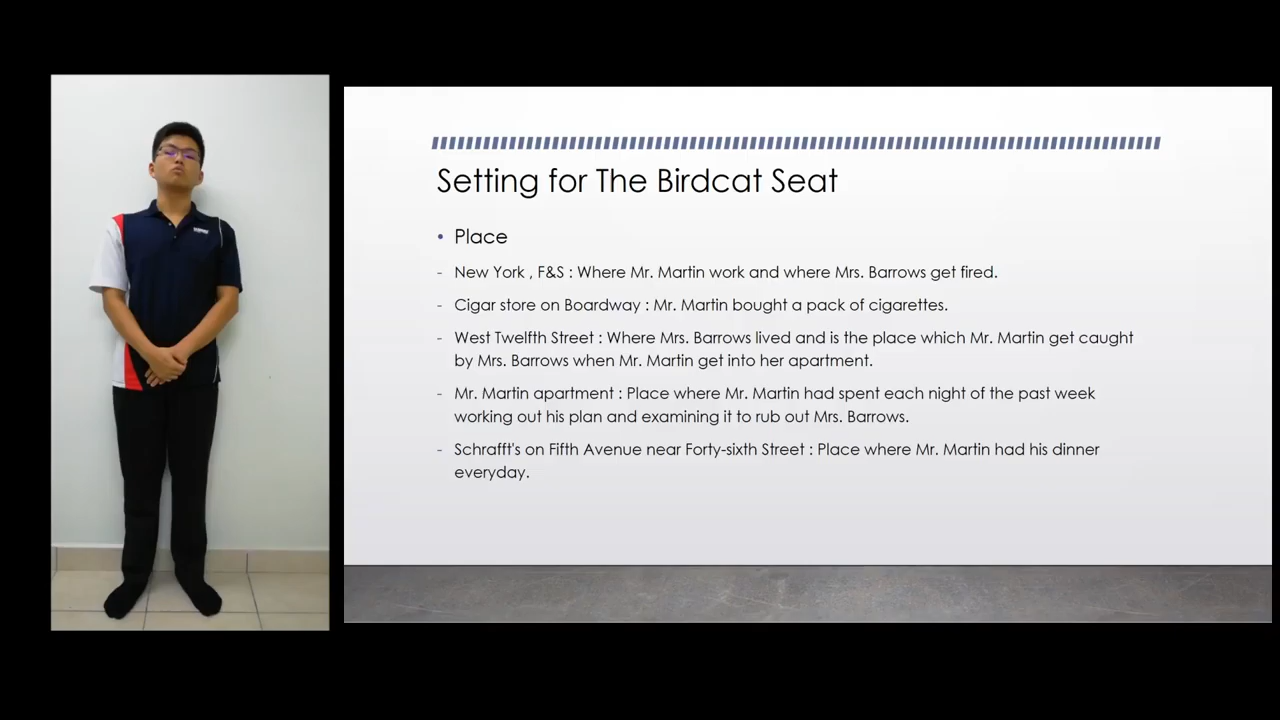 Setting for The Birdcat Seat
• Place
- New York , F&S : Where Mr. Martin work and where Mrs. Barrows get fired.
- Cigar store on Boardway : Mr. Martin bought a pack of cigarettes.
- West Twelfth Street : Where Mrs. Barrows lived and is the place which Mr. Martin get caught
by Mrs. Barrows when Mr. Martin get into her apartment.
- Mr. Martin apartment : Place where Mr. Martin had spent each night of the past week
working out his plan and examining it to rub out Mrs. Barrows.
- Schrafft's on Fifth Avenue near Forty-sixth Street : Place where Mr. Martin had his dinner
everyday.